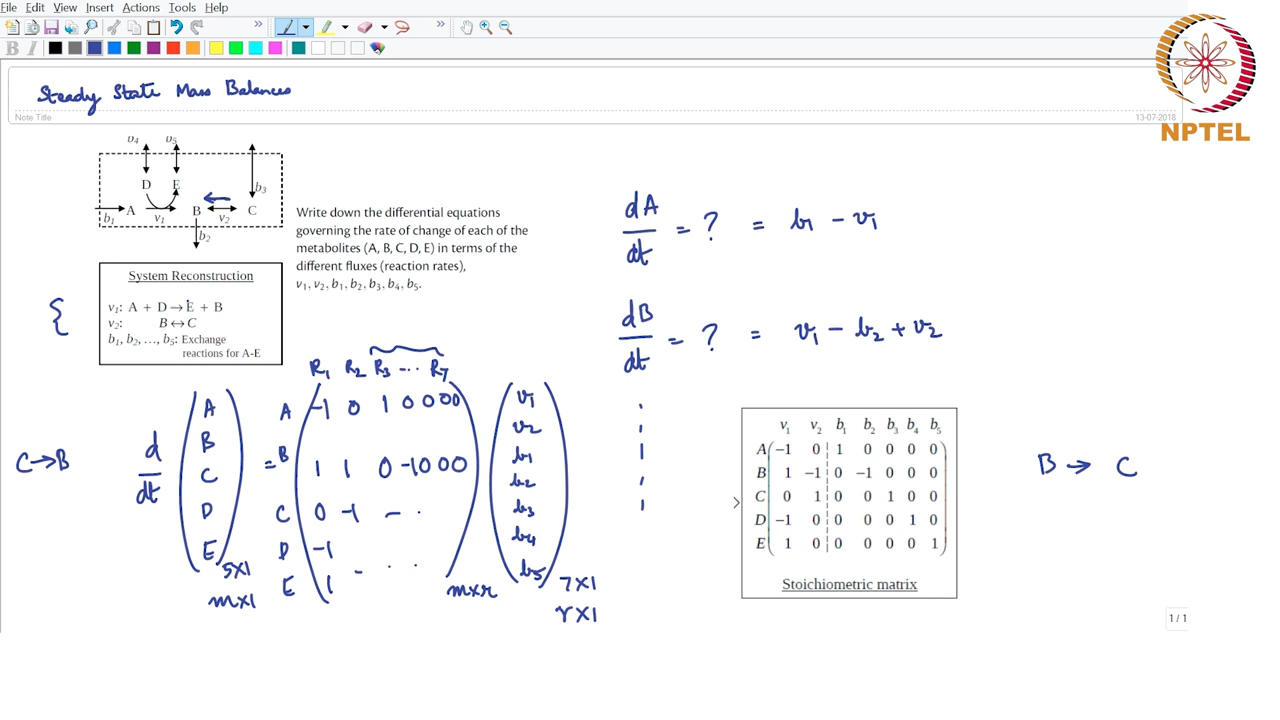 File Edit View Insert Actions Tools Help
B I
Steady State Mass Balances
Note Title
13-07-2018
NPTEL
b4 b5
D E
b3
b1 A v1 B v2 C
b2
Write down the differential equations
governing the rate of change of each of the
metabolites (A, B, C, D, E) in terms of the
different fluxes (reaction rates),
v1, v2, b1, b2, b3, b4, b5.
System Reconstruction
v1: A + D → E + B
v2: B ↔ C
b1, b2, …, b5: Exchange
reactions for A-E
dA/dt = ? = b1 - v1
dB/dt = ? = v1 - b2 + v2
R1 R2 R3 ... R7
C → B
d/dt
A
B
C
D
E
5x1
mx1
=
A -1 0 1 0 0 0 0
B 1 1 0 -1 0 0 0
C 0 -1 - ·
D -1
E 1 - · ·
mxr
v1
v2
b1
b2
b3
b4
b5
7x1
rx1
v1 v2 b1 b2 b3 b4 b5
A −1 0 1 0 0 0 0
B 1 −1 0 −1 0 0 0
C 0 1 0 0 1 0 0
D −1 0 0 0 0 1 0
E 1 0 0 0 0 0 1
Stoichiometric matrix
B → C
1 / 1